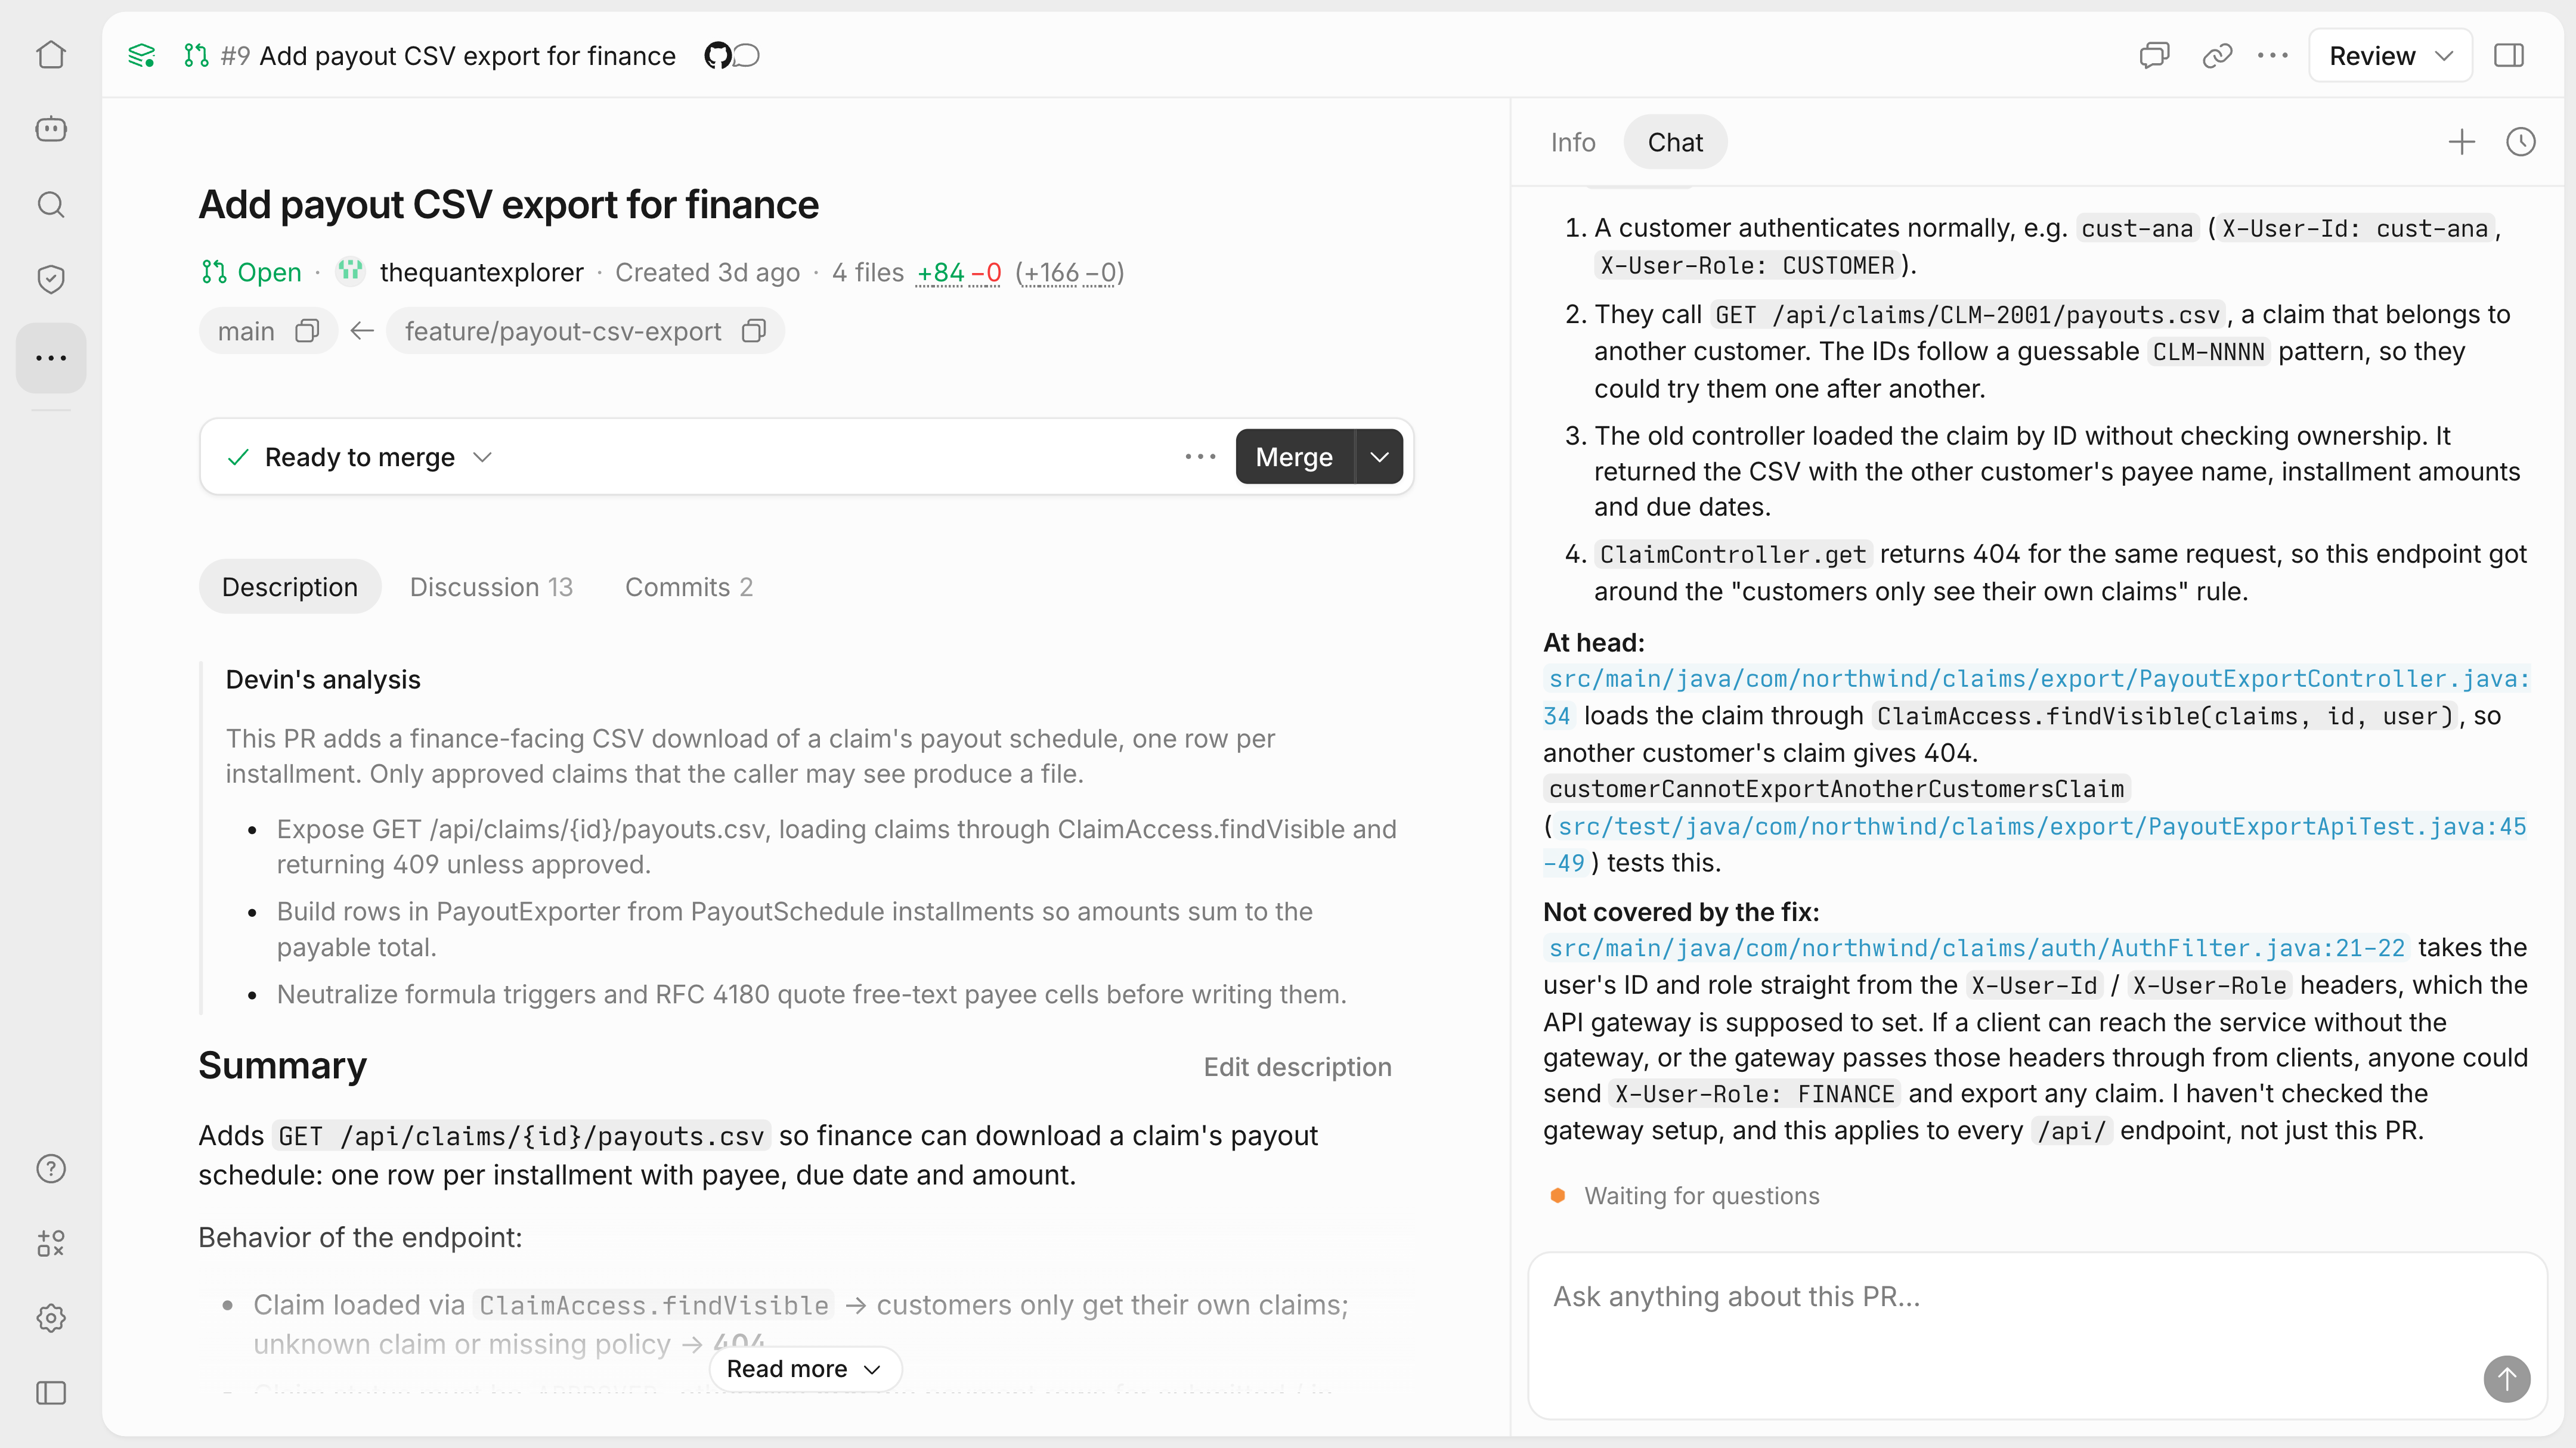 #9 Add payout CSV export for finance
Review
Add payout CSV export for finance
Open · thequantexplorer · Created 3d ago · 4 files +84 −0 (+166 −0)
main ← feature/payout-csv-export
Ready to merge
Merge
Description Discussion 13 Commits 2
Devin's analysis
This PR adds a finance-facing CSV download of a claim's payout schedule, one row per
installment. Only approved claims that the caller may see produce a file.
• Expose GET /api/claims/{id}/payouts.csv, loading claims through ClaimAccess.findVisible and
returning 409 unless approved.
• Build rows in PayoutExporter from PayoutSchedule installments so amounts sum to the
payable total.
• Neutralize formula triggers and RFC 4180 quote free-text payee cells before writing them.
Summary
Edit description
Adds GET /api/claims/{id}/payouts.csv so finance can download a claim's payout
schedule: one row per installment with payee, due date and amount.
Behavior of the endpoint:
• Claim loaded via ClaimAccess.findVisible → customers only get their own claims;
unknown claim or missing policy → 404
Read more
Info Chat
1. A customer authenticates normally, e.g. cust-ana (X-User-Id: cust-ana,
X-User-Role: CUSTOMER).
2. They call GET /api/claims/CLM-2001/payouts.csv, a claim that belongs to
another customer. The IDs follow a guessable CLM-NNNN pattern, so they
could try them one after another.
3. The old controller loaded the claim by ID without checking ownership. It
returned the CSV with the other customer's payee name, installment amounts
and due dates.
4. ClaimController.get returns 404 for the same request, so this endpoint got
around the "customers only see their own claims" rule.
At head:
src/main/java/com/northwind/claims/export/PayoutExportController.java:
34 loads the claim through ClaimAccess.findVisible(claims, id, user), so
another customer's claim gives 404.
customerCannotExportAnotherCustomersClaim
(src/test/java/com/northwind/claims/export/PayoutExportApiTest.java:45
-49) tests this.
Not covered by the fix:
src/main/java/com/northwind/claims/auth/AuthFilter.java:21-22 takes the
user's ID and role straight from the X-User-Id / X-User-Role headers, which the
API gateway is supposed to set. If a client can reach the service without the
gateway, or the gateway passes those headers through from clients, anyone could
send X-User-Role: FINANCE and export any claim. I haven't checked the
gateway setup, and this applies to every /api/ endpoint, not just this PR.
Waiting for questions
Ask anything about this PR...